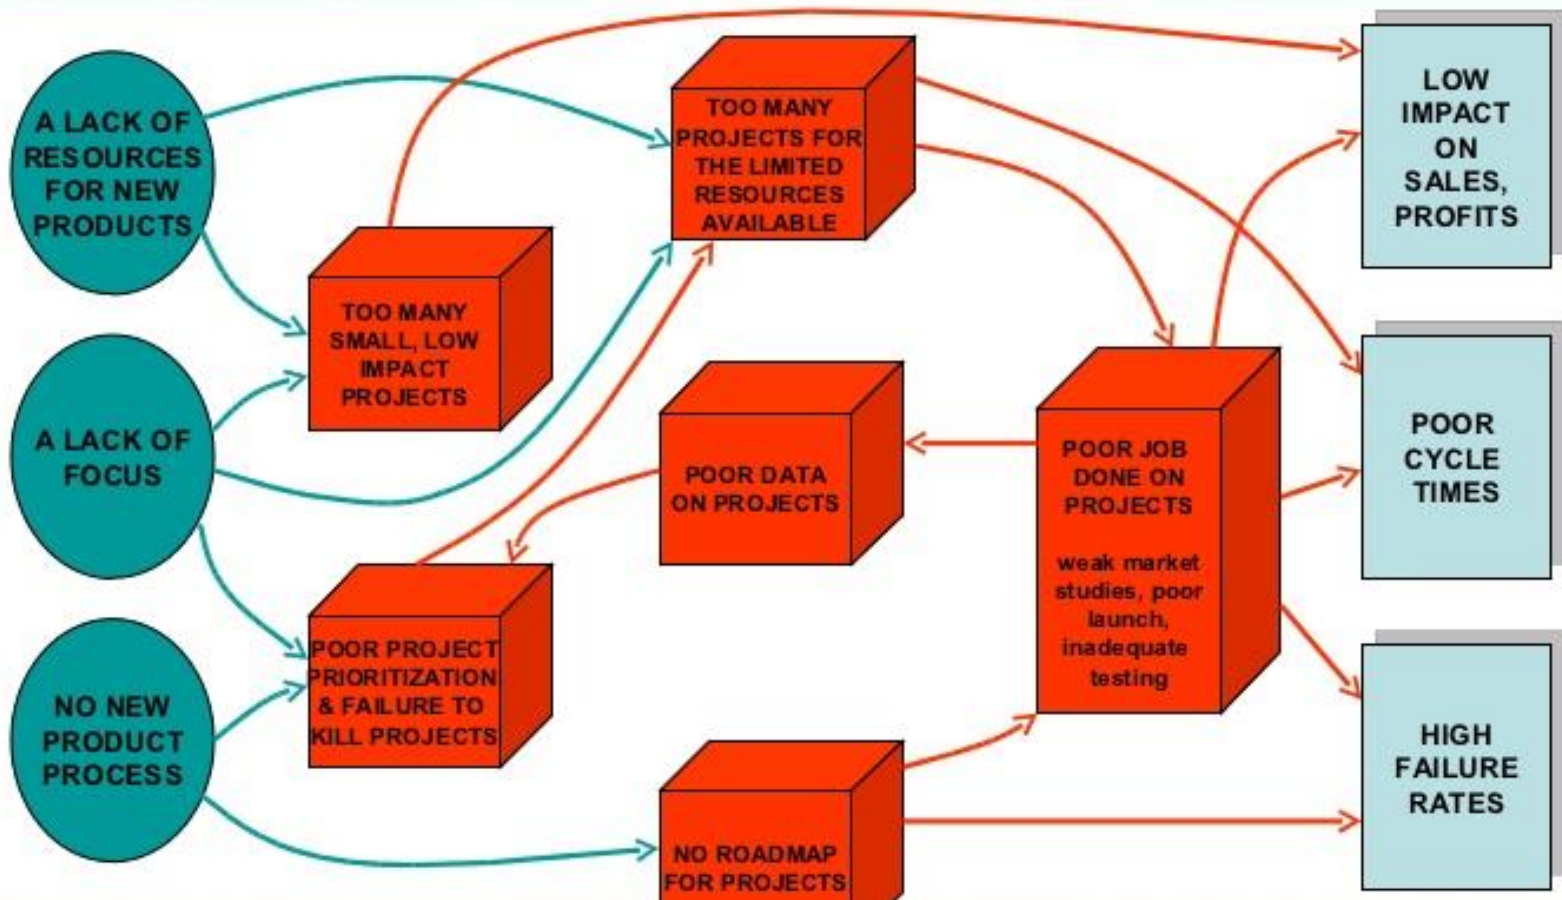 A LACK OF
RESOURCES
FOR NEW
PRODUCTS
A LACK OF
FOCUS
NO NEW
PRODUCT
PROCESS
TOO MANY
SMALL, LOW
IMPACT
PROJECTS
POOR PROJECT
PRIORITIZATION
& FAILURE TO
KILL PROJECTS
TOO MANY
PROJECTS FOR
THE LIMITED
RESOURCES
AVAILABLE
POOR DATA
ON PROJECTS
NO ROADMAP
FOR PROJECTS
POOR JOB
DONE ON
PROJECTS
weak market
studies, poor
launch,
inadequate
testing
LOW
IMPACT
ON
SALES,
PROFITS
POOR
CYCLE
TIMES
HIGH
FAILURE
RATES